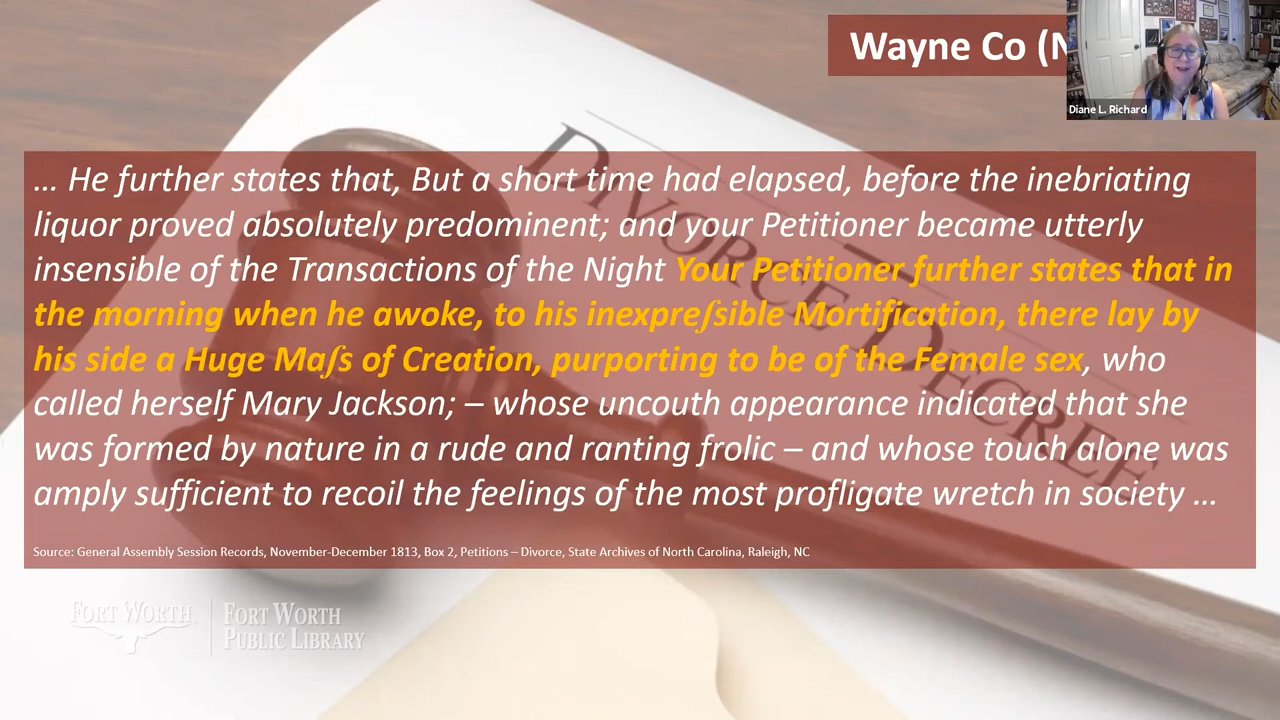 Wayne Co (N
Diane L. Richard
DIVORCE DECREE
… He further states that, But a short time had elapsed, before the inebriating
liquor proved absolutely predominent; and your Petitioner became utterly
insensible of the Transactions of the Night Your Petitioner further states that in
the morning when he awoke, to his inexpreſsible Mortification, there lay by
his side a Huge Maſs of Creation, purporting to be of the Female sex, who
called herself Mary Jackson; – whose uncouth appearance indicated that she
was formed by nature in a rude and ranting frolic – and whose touch alone was
amply sufficient to recoil the feelings of the most profligate wretch in society …
Source: General Assembly Session Records, November-December 1813, Box 2, Petitions – Divorce, State Archives of North Carolina, Raleigh, NC
FORT WORTH
FORT WORTH
PUBLIC LIBRARY